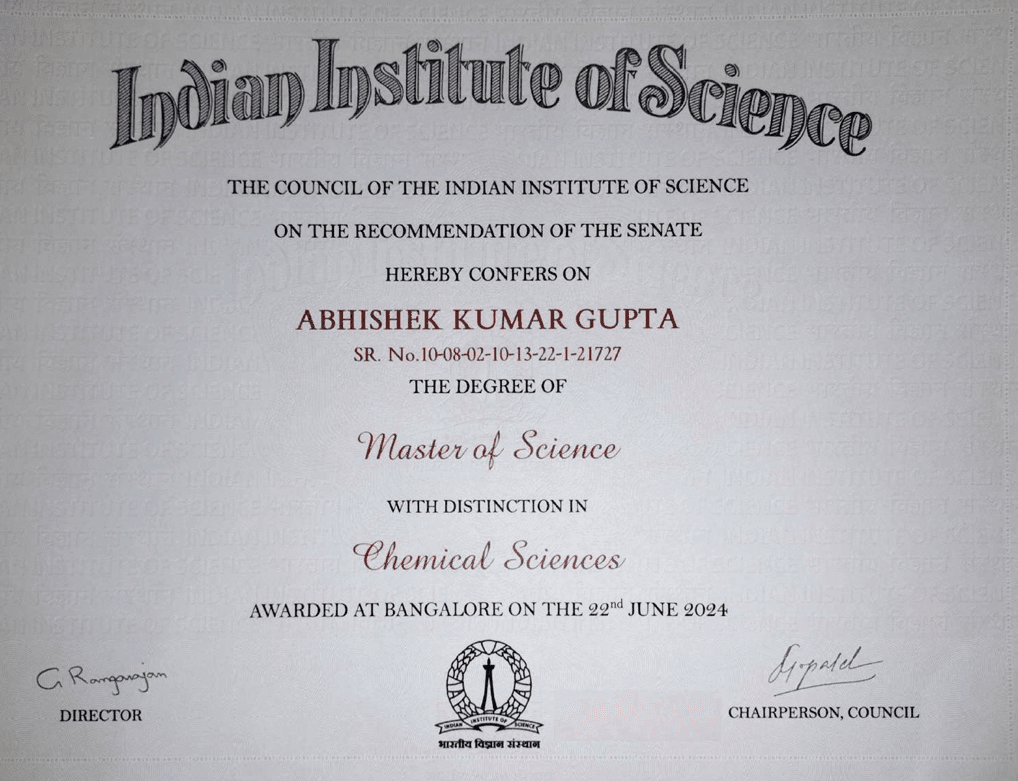 Indian Institute of Science
THE COUNCIL OF THE INDIAN INSTITUTE OF SCIENCE
ON THE RECOMMENDATION OF THE SENATE
HEREBY CONFERS ON
ABHISHEK KUMAR GUPTA
SR. No.10-08-02-10-13-22-1-21727
THE DEGREE OF
Master of Science
WITH DISTINCTION IN
Chemical Sciences
AWARDED AT BANGALORE ON THE 22nd JUNE 2024
G Rangarajan
DIRECTOR
INDIAN INSTITUTE OF SCIENCE
भारतीय विज्ञान संस्थान
CHAIRPERSON, COUNCIL